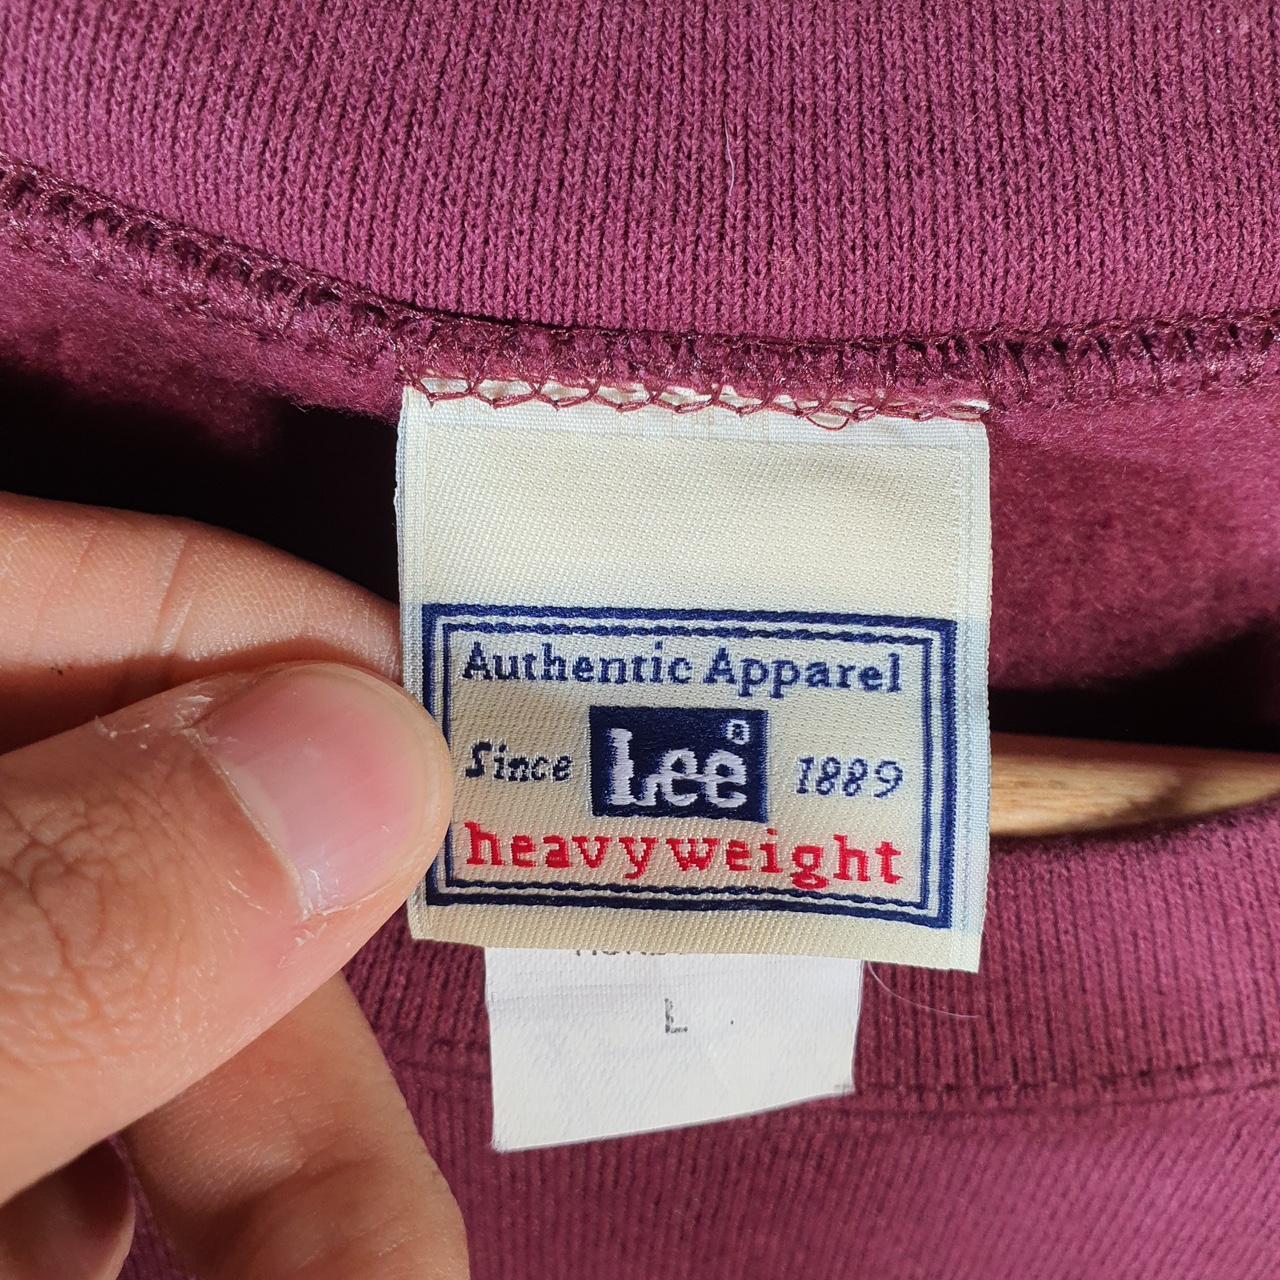 Authentic Apparel
Since Lee® 1889
heavyweight
L